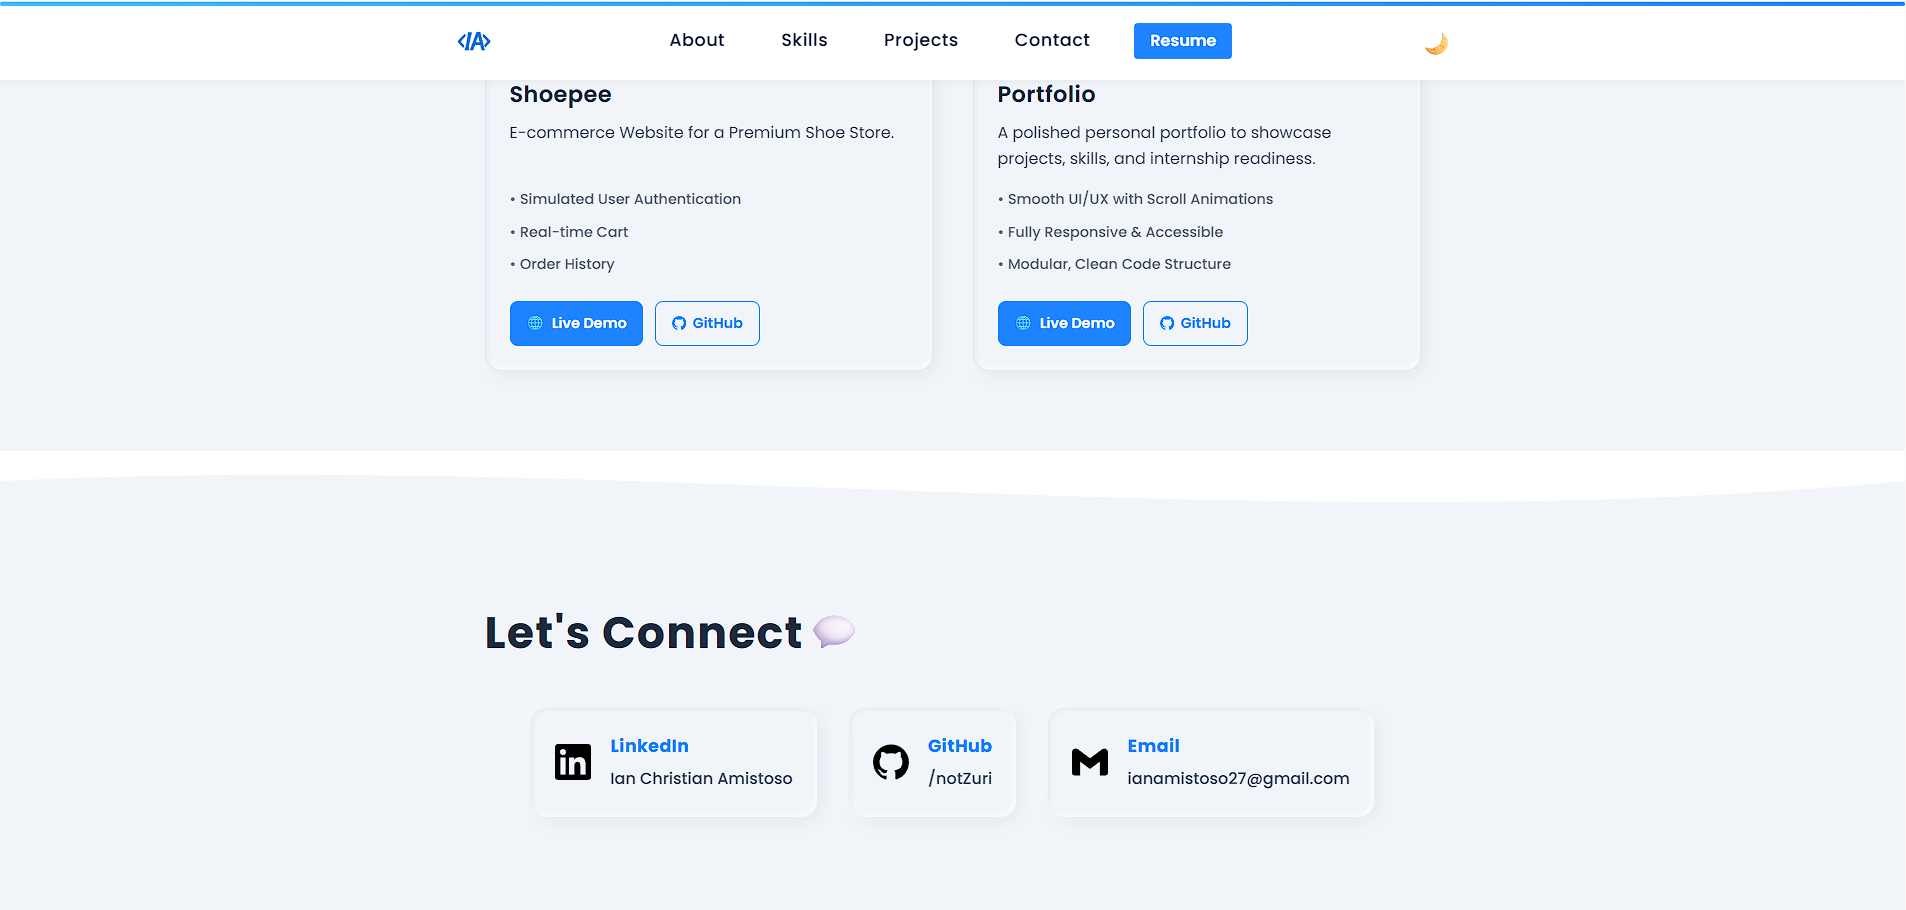 </IA>
About
Skills
Projects
Contact
Resume
Shoepee
E-commerce Website for a Premium Shoe Store.
• Simulated User Authentication
• Real-time Cart
• Order History
Live Demo
GitHub
Portfolio
A polished personal portfolio to showcase
projects, skills, and internship readiness.
• Smooth UI/UX with Scroll Animations
• Fully Responsive & Accessible
• Modular, Clean Code Structure
Live Demo
GitHub
Let's Connect
LinkedIn
Ian Christian Amistoso
GitHub
/notZuri
Email
ianamistoso27@gmail.com